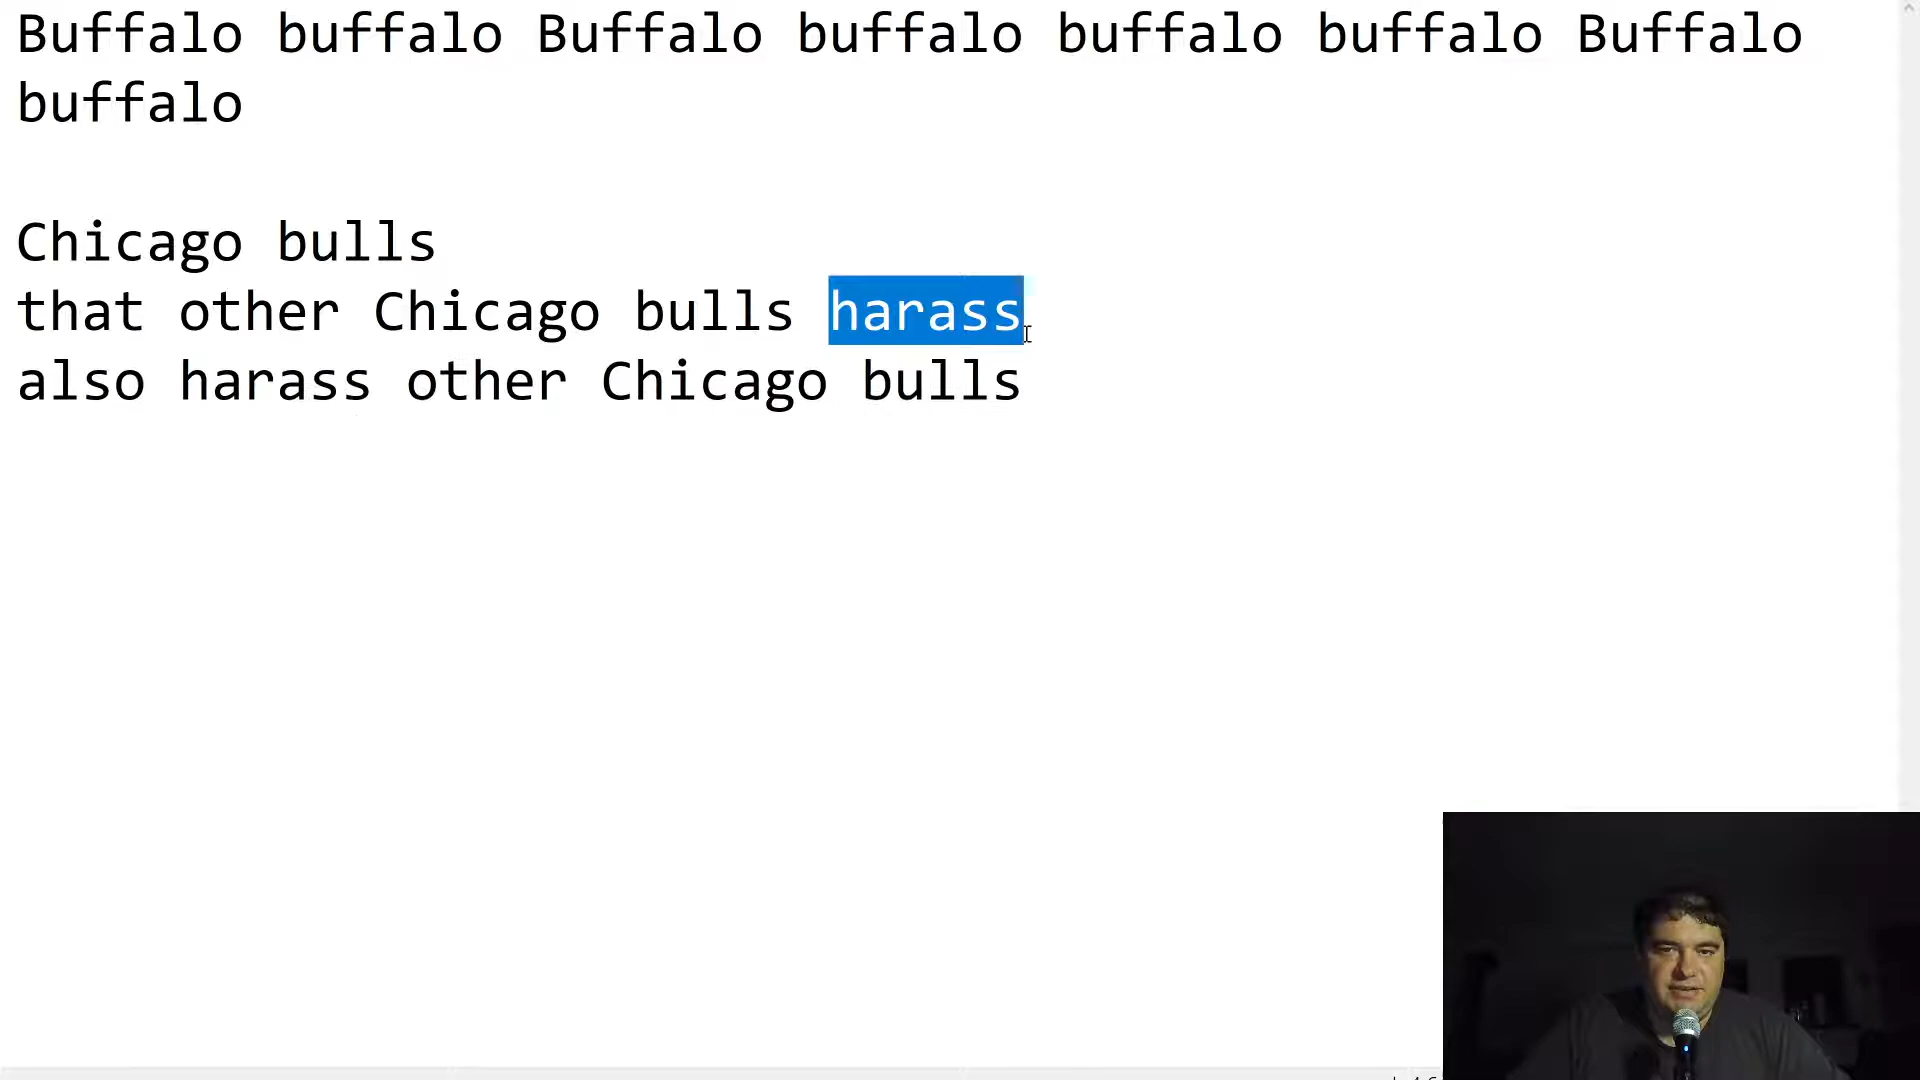 Buffalo buffalo Buffalo buffalo buffalo buffalo Buffalo
buffalo
Chicago bulls
that other Chicago bulls harass
also harass other Chicago bulls